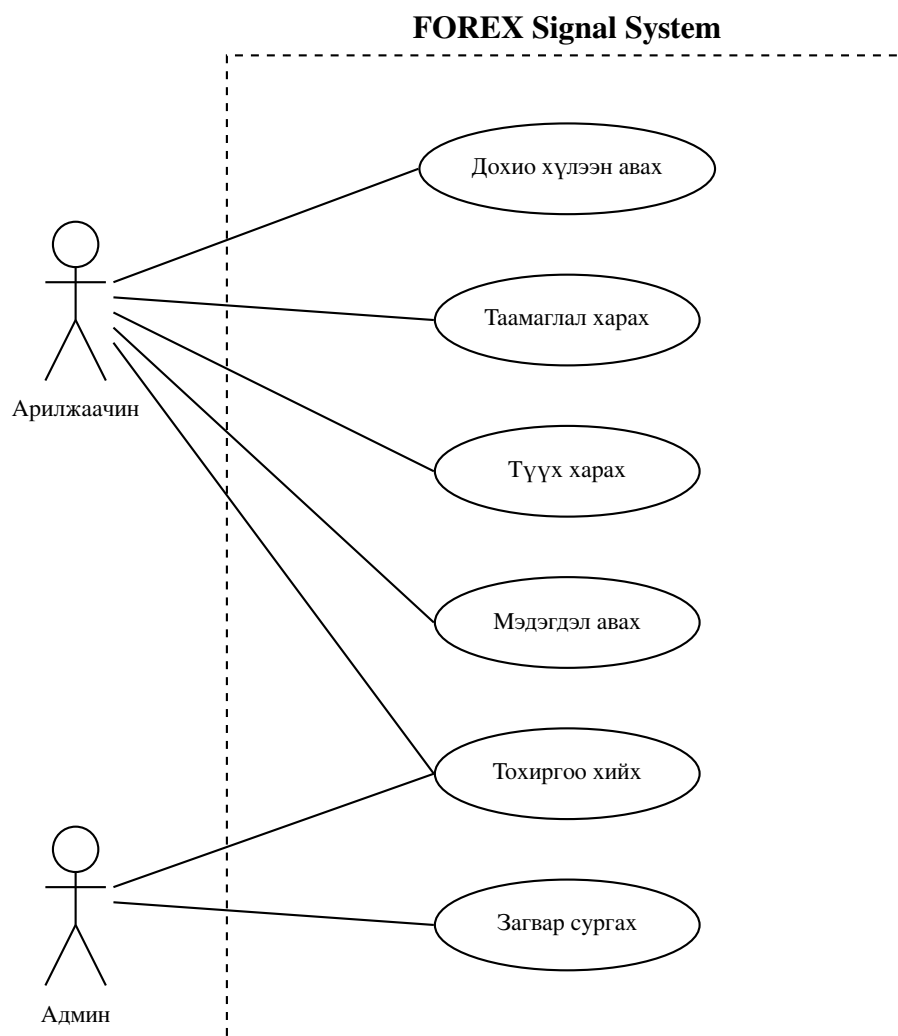 FOREX Signal System
Дохио хүлээн авах
Таамаглал харах
Арилжаачин
Түүх харах
Мэдэгдэл авах
Тохиргоо хийх
Загвар сургах
Админ